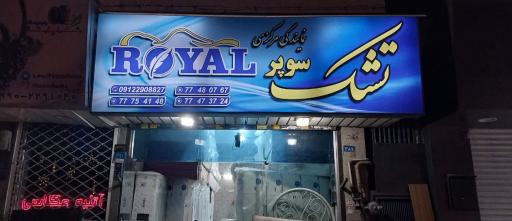 نمایندگی مرکزی
تشک سوپر ROYAL
09122908827
77 48 07 67
77 75 41 48
77 47 37 24
آتلیه عکاسی